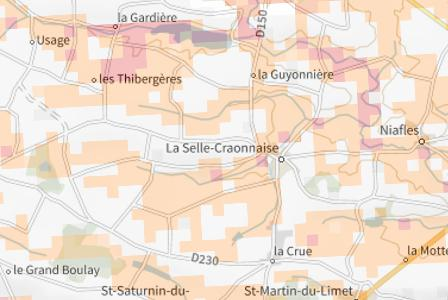 la Gardière
D150
Usage
les Thibergères
la Guyonnière
Niafles
La Selle-Craonnaise
D230
la Crue
la Motte
le Grand Boulay
St-Saturnin-du-
St-Martin-du-Limet